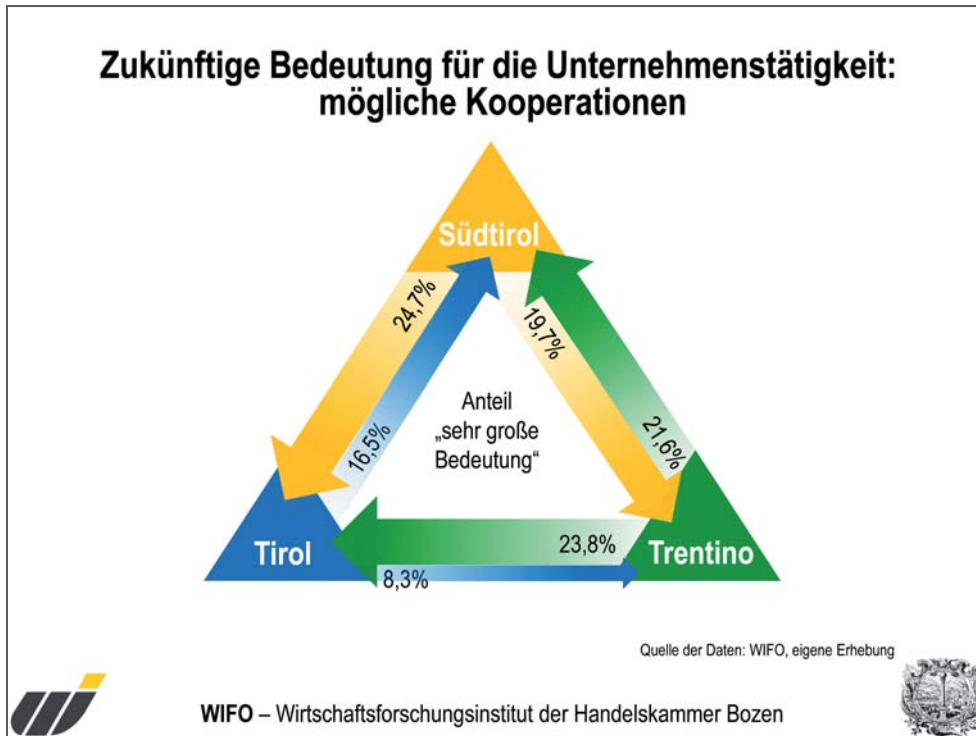 Zukünftige Bedeutung für die Unternehmenstätigkeit:
mögliche Kooperationen
Südtirol
24,7%
19,7%
16,5%
21,6%
Anteil
„sehr große
Bedeutung“
Tirol
23,8%
Trentino
8,3%
Quelle der Daten: WIFO, eigene Erhebung
WIFO – Wirtschaftsforschungsinstitut der Handelskammer Bozen